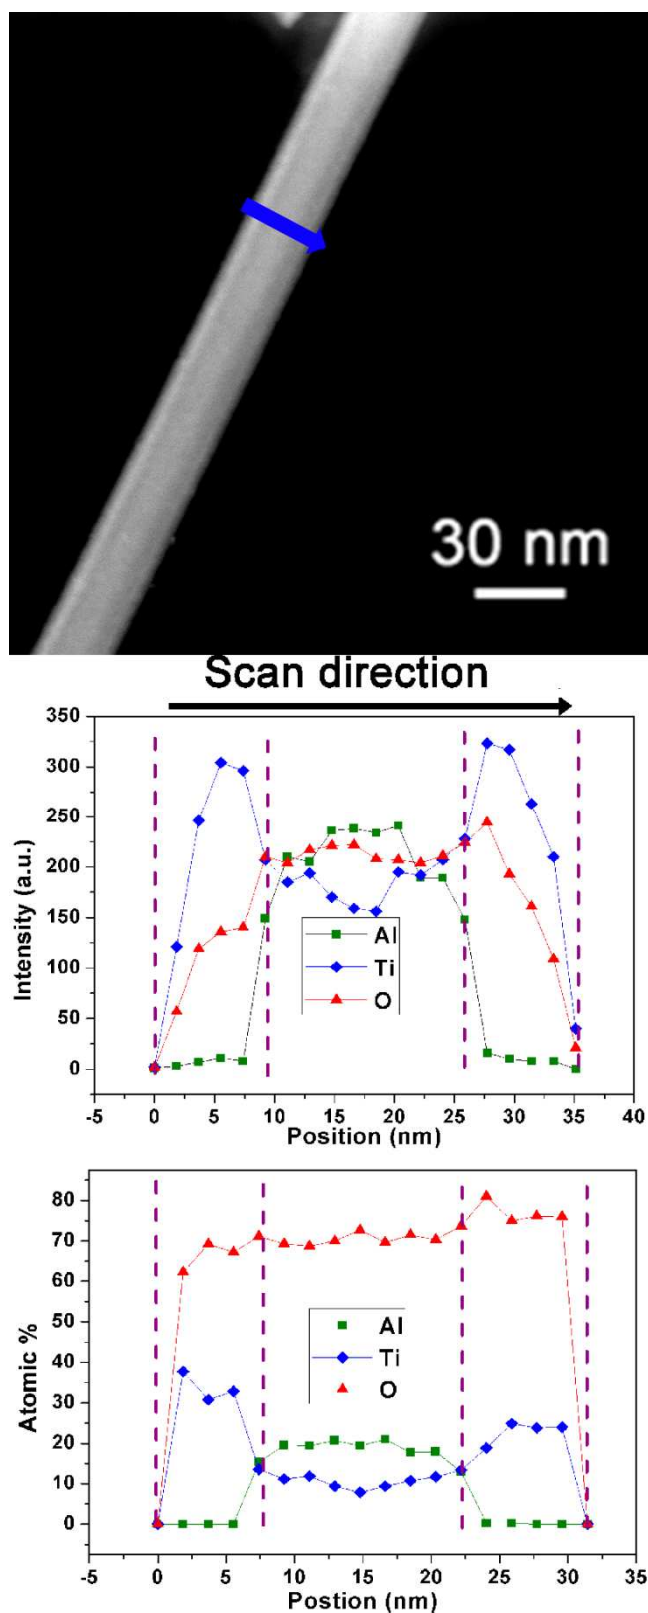 30 nm
Scan direction
350
300
250
200
150
100
50
0
Intensity (a.u.)
Al
Ti
O
-5 0 5 10 15 20 25 30 35 40
Position (nm)
80
70
60
50
40
30
20
10
0
Atomic %
Al
Ti
O
-5 0 5 10 15 20 25 30 35
Postion (nm)